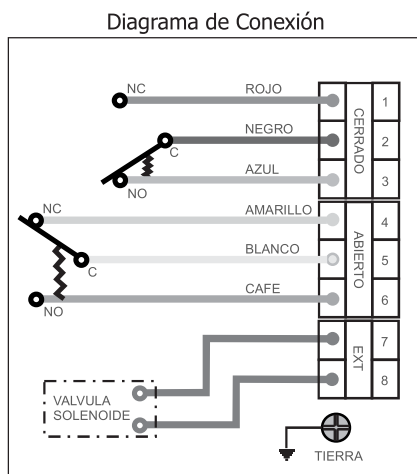 Diagrama de Conexión
NC ROJO 1
NEGRO 2
C
AZUL 3
NO
CERRADO
NC AMARILLO 4
BLANCO 5
C
CAFE 6
NO
ABIERTO
7
EXT
8
VALVULA
SOLENOIDE
TIERRA